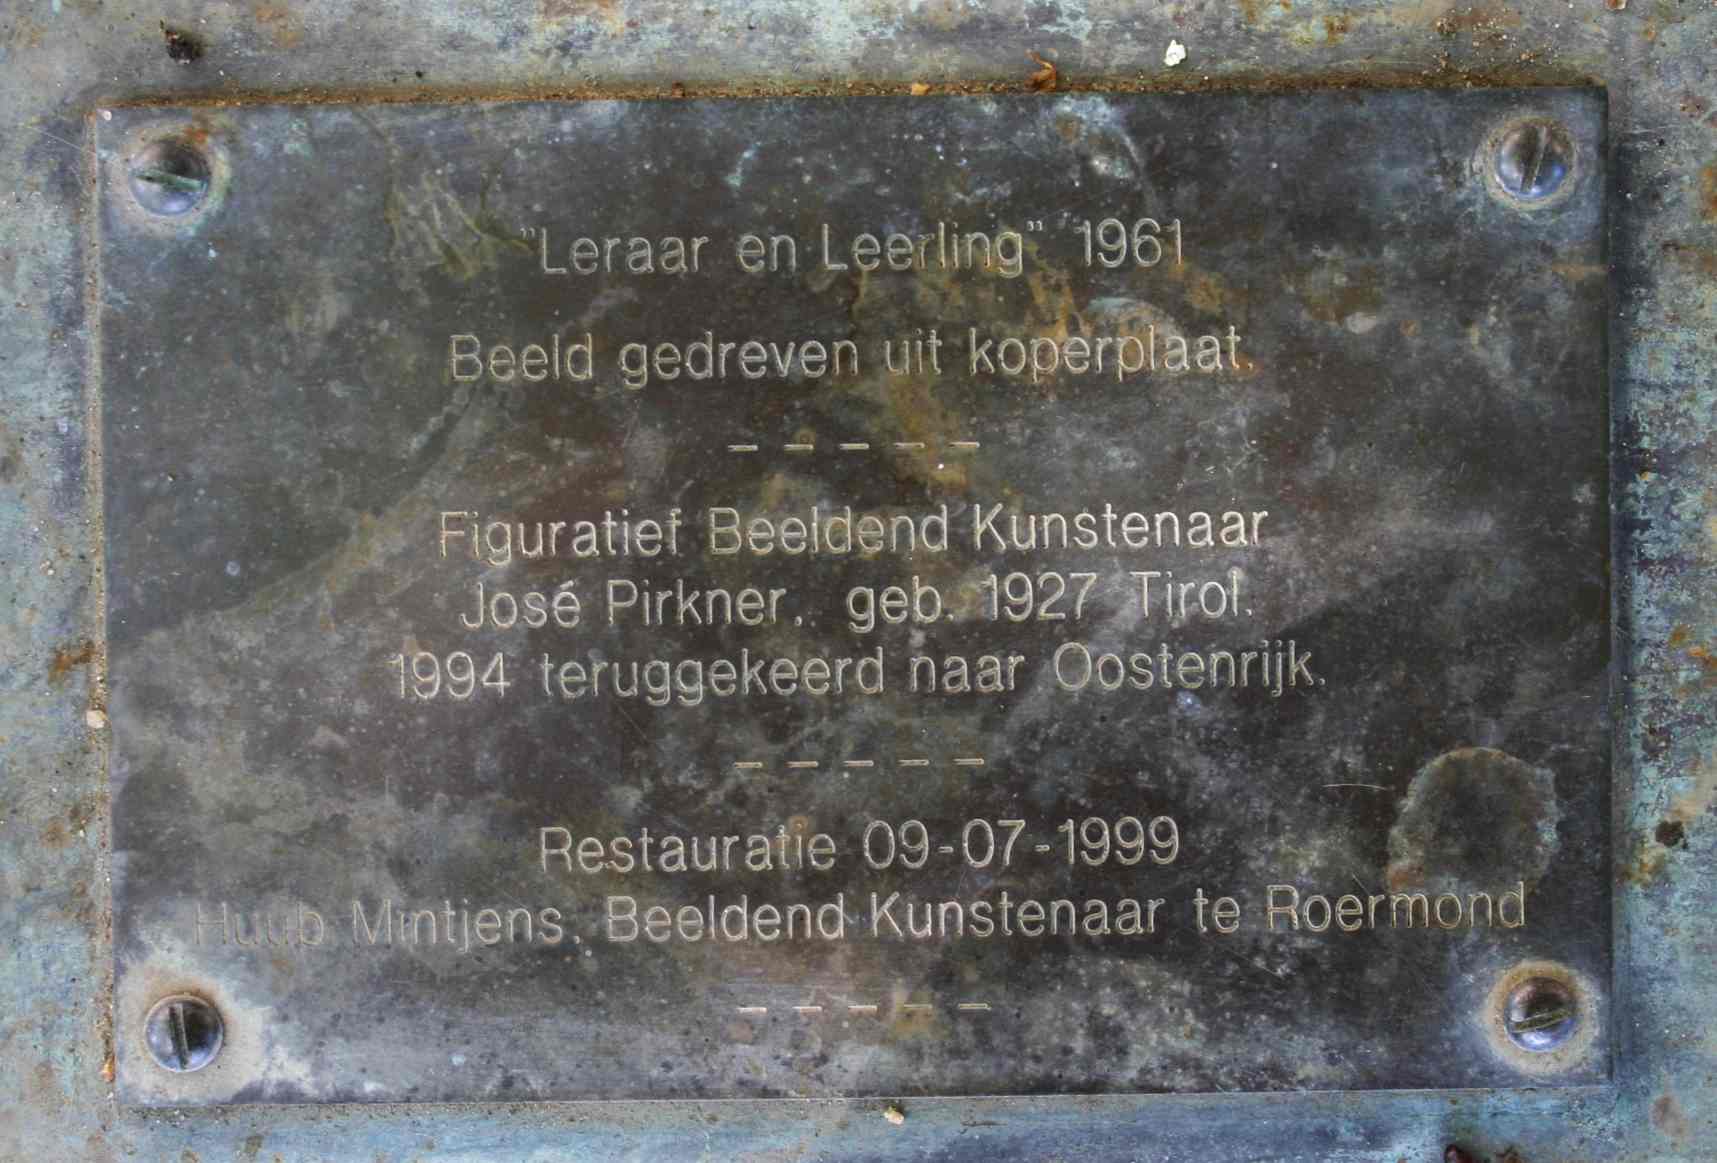 "Leraar en Leerling" 1961
Beeld gedreven uit koperplaat.
- - - - -
Figuratief Beeldend Kunstenaar
José Pirkner, geb. 1927 Tirol.
1994 teruggekeerd naar Oostenrijk.
- - - - -
Restauratie 09-07-1999
Huub Mintjens. Beeldend Kunstenaar te Roermond
- - - - -